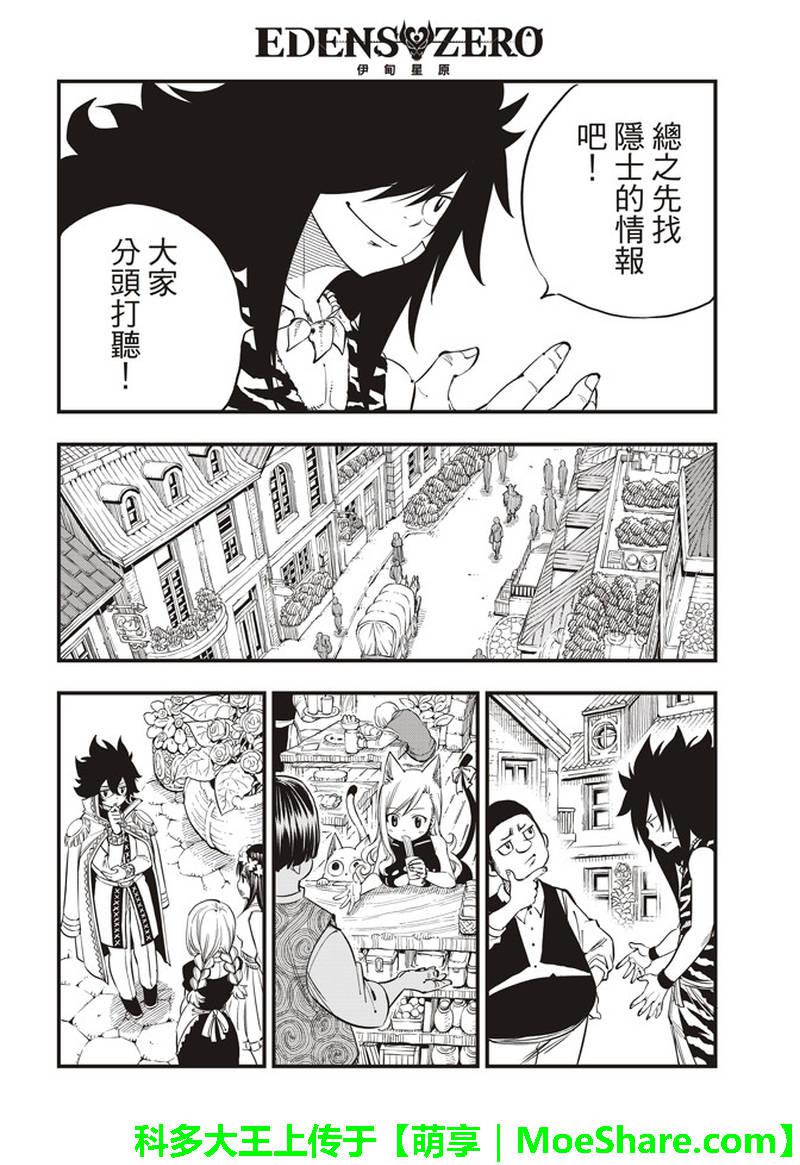 EDENS ZERO
伊甸星原
總之先找
隱士的情報
吧！
大家
分頭打聽！
科多大王上传于【萌享 | MoeShare.com】